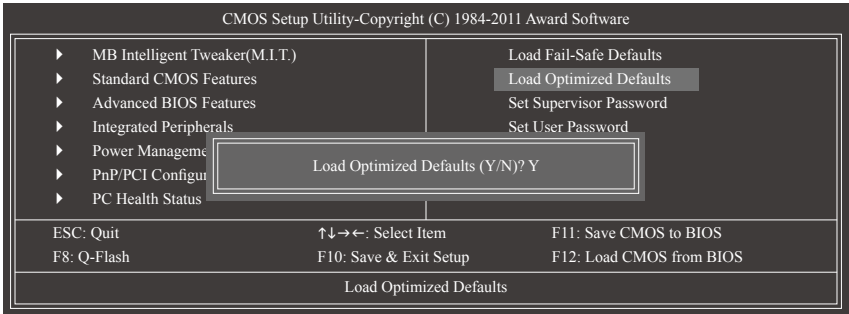 CMOS Setup Utility-Copyright (C) 1984-2011 Award Software
MB Intelligent Tweaker(M.I.T.)
Standard CMOS Features
Advanced BIOS Features
Integrated Peripherals
Power Manageme
PnP/PCI Configur
PC Health Status
Load Fail-Safe Defaults
Load Optimized Defaults
Set Supervisor Password
Set User Password
Load Optimized Defaults (Y/N)? Y
ESC: Quit ↑↓→←: Select Item F11: Save CMOS to BIOS
F8: Q-Flash F10: Save & Exit Setup F12: Load CMOS from BIOS
Load Optimized Defaults